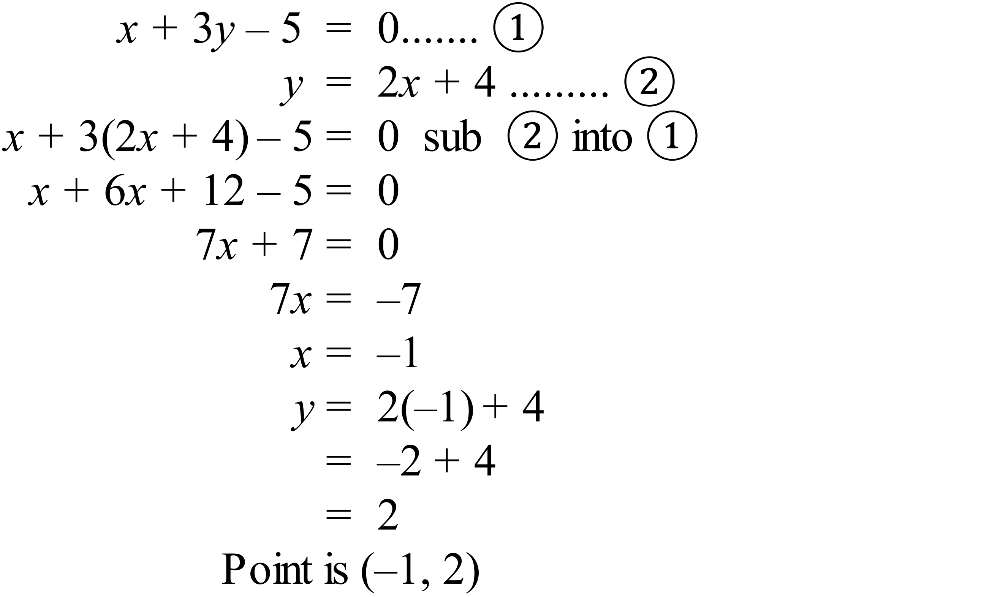 x + 3y − 5 = 0....... ①
y = 2x + 4 ......... ②
x + 3(2x + 4) − 5 = 0 sub ② into ①
x + 6x + 12 − 5 = 0
7x + 7 = 0
7x = −7
x = −1
y = 2(−1) + 4
= −2 + 4
= 2
Point is (−1, 2)